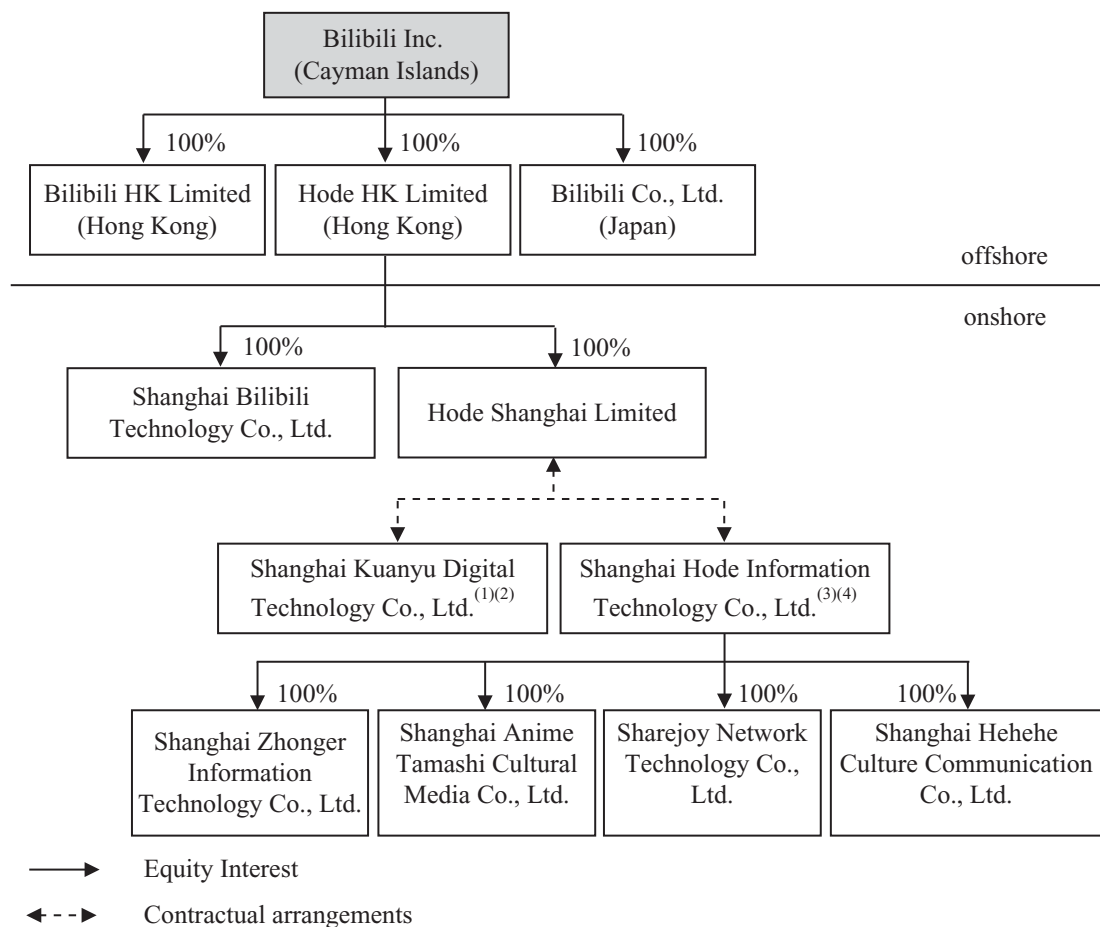 Bilibili Inc.
(Cayman Islands)
100%
100%
100%
Bilibili HK Limited
(Hong Kong)
Hode HK Limited
(Hong Kong)
Bilibili Co., Ltd.
(Japan)
offshore
onshore
100%
100%
Shanghai Bilibili
Technology Co., Ltd.
Hode Shanghai Limited
Shanghai Kuanyu Digital
Technology Co., Ltd.(1)(2)
Shanghai Hode Information
Technology Co., Ltd.(3)(4)
100%
100%
100%
100%
Shanghai Zhonger
Information
Technology Co., Ltd.
Shanghai Anime
Tamashi Cultural
Media Co., Ltd.
Sharejoy Network
Technology Co.,
Ltd.
Shanghai Hehehe
Culture Communication
Co., Ltd.
Equity Interest
Contractual arrangements